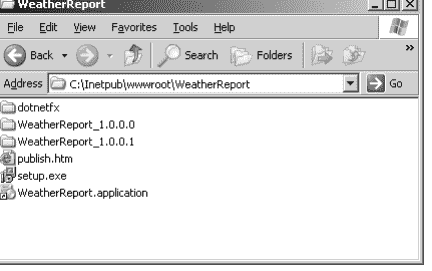 WeatherReport
File Edit View Favorites Tools Help
Back Search Folders »
Address C:\Inetpub\wwwroot\WeatherReport Go
dotnetfx
WeatherReport_1.0.0.0
WeatherReport_1.0.0.1
publish.htm
setup.exe
WeatherReport.application